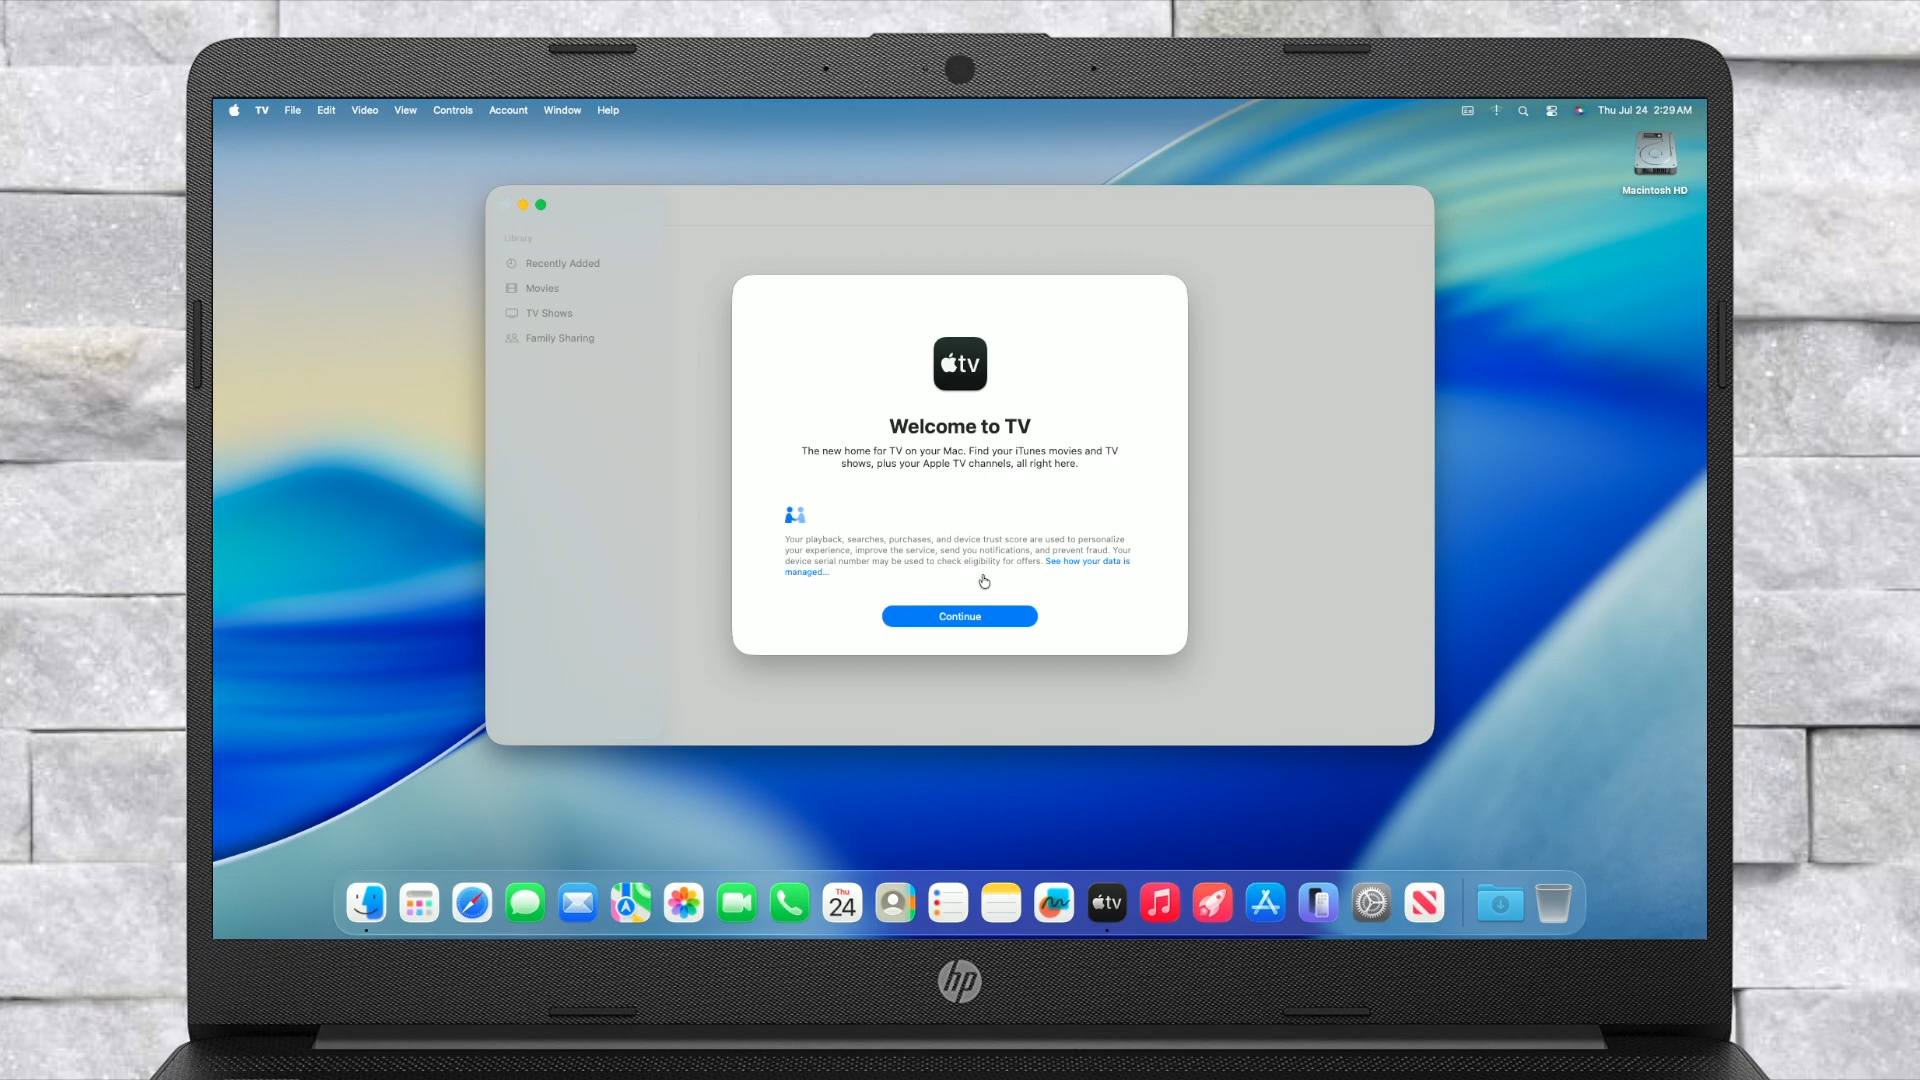 TV File Edit Video View Controls Account Window Help
Thu Jul 24 2:29 AM
Macintosh HD
Library
Recently Added
Movies
TV Shows
Family Sharing
tv
Welcome to TV
The new home for TV on your Mac. Find your iTunes movies and TV
shows, plus your Apple TV channels, all right here.
Your playback, searches, purchases, and device trust score are used to personalize
your experience, improve the service, send you notifications, and prevent fraud. Your
device serial number may be used to check eligibility for offers. See how your data is
managed...
Continue
Thu
24
tv
hp